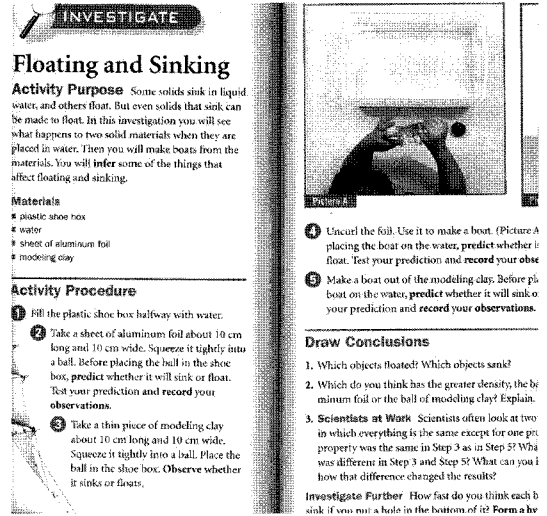 INVESTIGATE
Floating and Sinking
Activity Purpose Some solids sink in liquid
water, and others float. But even solids that sink can
be made to float. In this investigation you will see
what happens to two solid materials when they are
placed in water. Then you will make boats from the
materials. You will infer some of the things that
affect floating and sinking.
Materials
plastic shoe box
water
sheet of aluminum foil
modeling clay
Activity Procedure
1 Fill the plastic shoe box halfway with water.
2 Take a sheet of aluminum foil about 10 cm
long and 10 cm wide. Squeeze it tightly into
a ball. Before placing the ball in the shoe
box, predict whether it will sink or float.
Test your prediction and record your
observations.
3 Take a thin piece of modeling clay
about 10 cm long and 10 cm wide.
Squeeze it tightly into a ball. Place the
ball in the shoe box. Observe whether
it sinks or floats.
Picture A
4 Uncurl the foil. Use it to make a boat. (Picture A
placing the boat on the water, predict whether i
float. Test your prediction and record your obse
5 Make a boat out of the modeling clay. Before pl
boat on the water, predict whether it will sink o
your prediction and record your observations.
Draw Conclusions
1. Which objects floated? Which objects sank?
2. Which do you think has the greater density, the ba
minum foil or the ball of modeling clay? Explain.
3. Scientists at Work Scientists often look at two
in which everything is the same except for one pro
property was the same in Step 3 as in Step 5? Wha
was different in Step 3 and Step 5? What can you i
how that difference changed the results?
Investigate Further How fast do you think each b
sink if you put a hole in the bottom of it? Form a hy